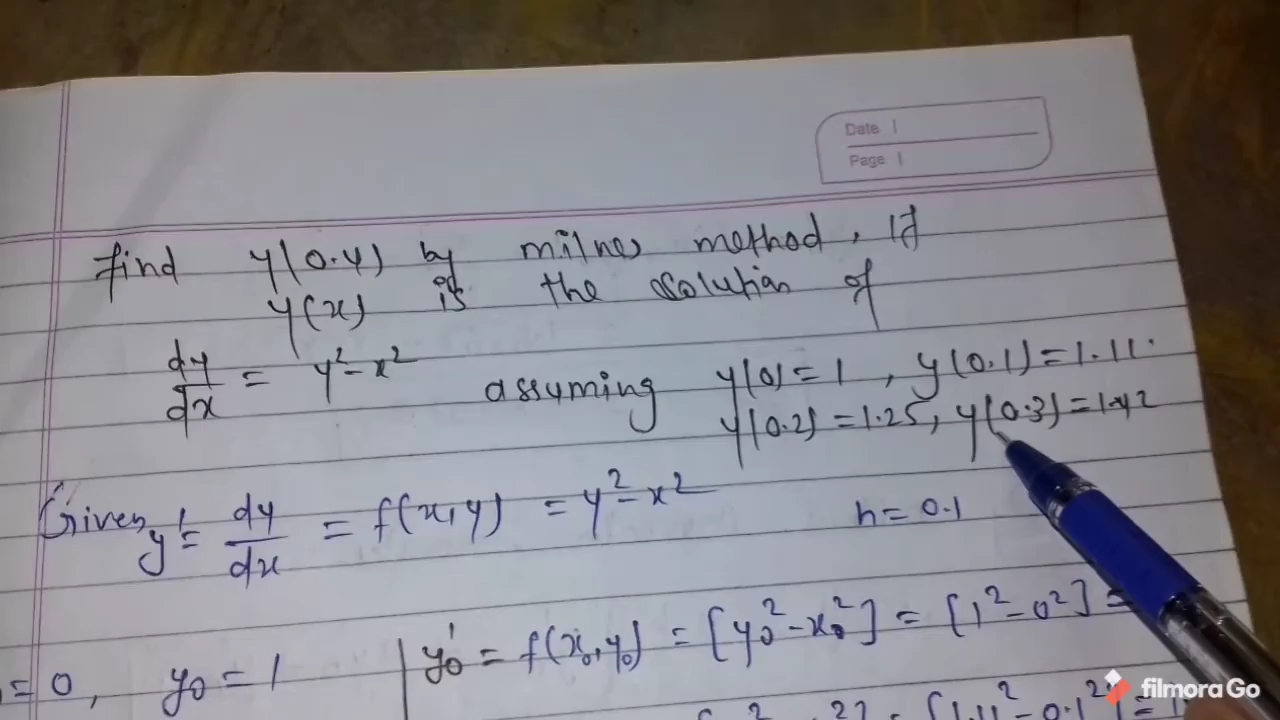 Date
Page
Find y(0.4) by milnes method, If
y(x) is the solution of
dy/dx = y²-x² assuming y(0)=1, y(0.1)=1.11.
y(0.2)=1.25, y(0.3)=1.42
Given y' = dy/dx = f(x,y) = y²-x² h=0.1
= 0, y₀ = 1 y₀' = f(x₀,y₀) = [y₀²-x₀²] = [1²-0²] =
[1.11²-0.1²] =
filmora Go